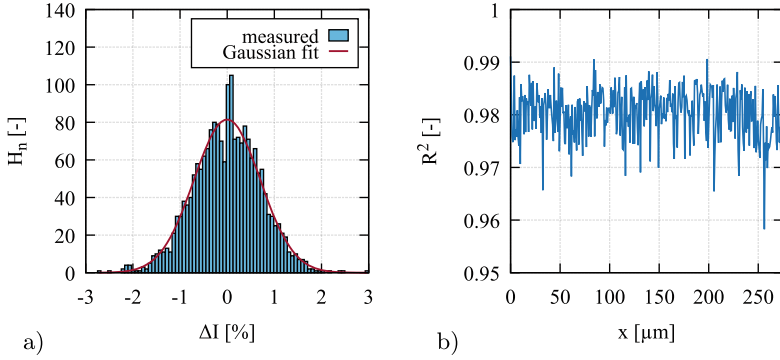 measured
Gaussian fit
140
120
100
80
60
40
20
0
Hₙ [-]
-3 -2 -1 0 1 2 3
ΔI [%]
a)
1
0.99
0.98
0.97
0.96
0.95
R² [-]
0 50 100 150 200 250
x [µm]
b)